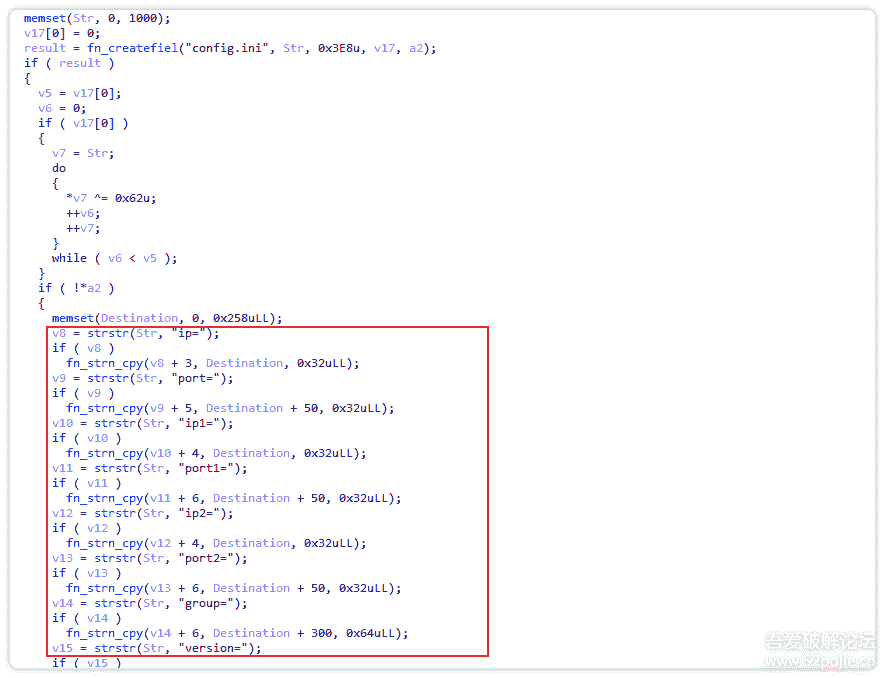 memset(Str, 0, 1000);
v17[0] = 0;
result = fn_createfiel("config.ini", Str, 0x3E8u, v17, a2);
if ( result )
{
v5 = v17[0];
v6 = 0;
if ( v17[0] )
{
v7 = Str;
do
{
*v7 ^= 0x62u;
++v6;
++v7;
}
while ( v6 < v5 );
}
if ( !*a2 )
{
memset(Destination, 0, 0x258uLL);
v8 = strstr(Str, "ip=");
if ( v8 )
fn_strn_cpy(v8 + 3, Destination, 0x32uLL);
v9 = strstr(Str, "port=");
if ( v9 )
fn_strn_cpy(v9 + 5, Destination + 50, 0x32uLL);
v10 = strstr(Str, "ip1=");
if ( v10 )
fn_strn_cpy(v10 + 4, Destination, 0x32uLL);
v11 = strstr(Str, "port1=");
if ( v11 )
fn_strn_cpy(v11 + 6, Destination + 50, 0x32uLL);
v12 = strstr(Str, "ip2=");
if ( v12 )
fn_strn_cpy(v12 + 4, Destination, 0x32uLL);
v13 = strstr(Str, "port2=");
if ( v13 )
fn_strn_cpy(v13 + 6, Destination + 50, 0x32uLL);
v14 = strstr(Str, "group=");
if ( v14 )
fn_strn_cpy(v14 + 6, Destination + 300, 0x64uLL);
v15 = strstr(Str, "version=");
if ( v15 )
吾爱破解论坛
www.52pojie.cn